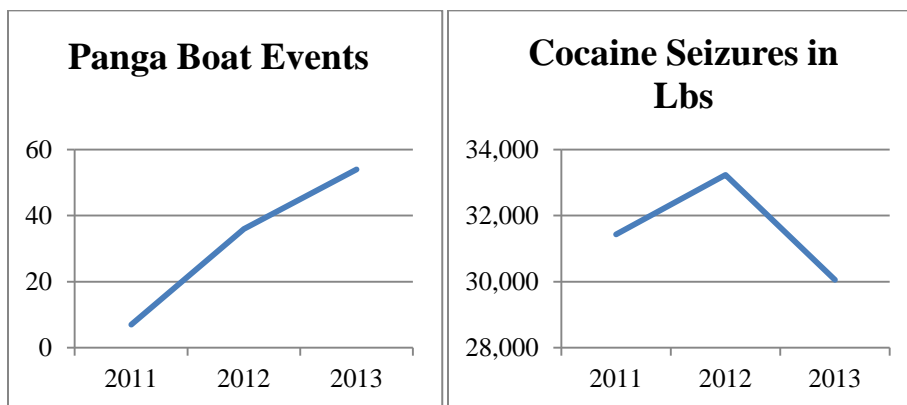 Panga Boat Events
60
40
20
0
2011 2012 2013
Cocaine Seizures in
Lbs
34,000
32,000
30,000
28,000
2011 2012 2013